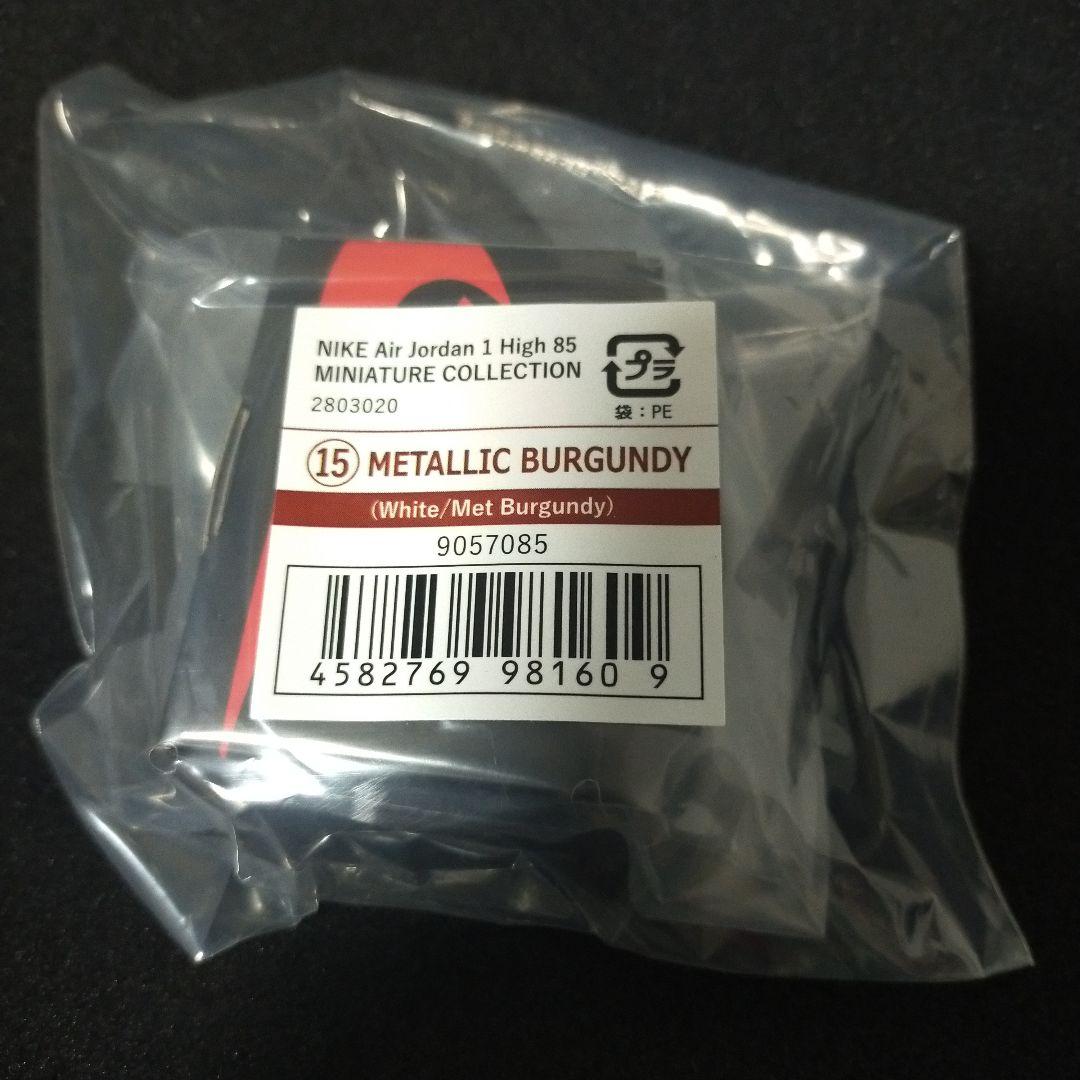 NIKE Air Jordan 1 High 85
MINIATURE COLLECTION
2803020
プラ
袋：PE
⑮ METALLIC BURGUNDY
(White/Met Burgundy)
9057085
4582769 98160 9